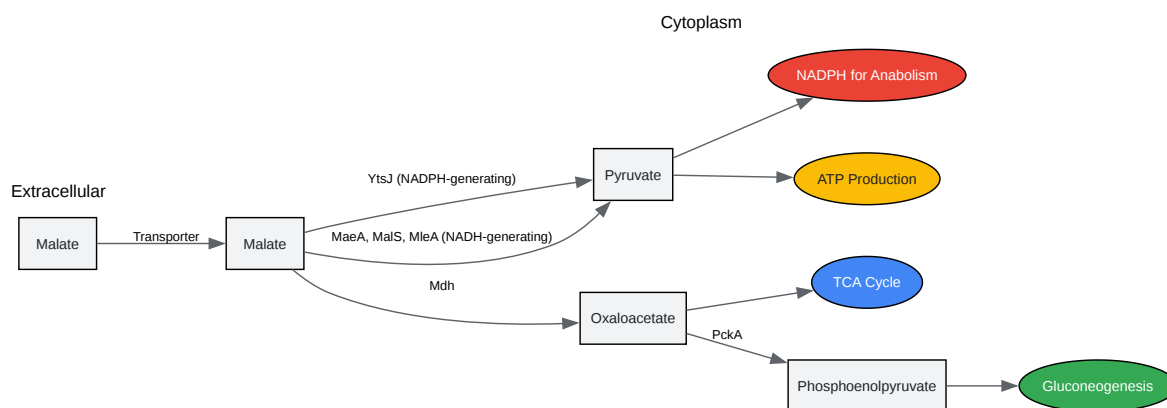 Cytoplasm
NADPH for Anabolism
Pyruvate
ATP Production
YtsJ (NADPH-generating)
Extracellular
Malate
Transporter
Malate
MaeA, MalS, MleA (NADH-generating)
Mdh
TCA Cycle
Oxaloacetate
PckA
Phosphoenolpyruvate
Gluconeogenesis